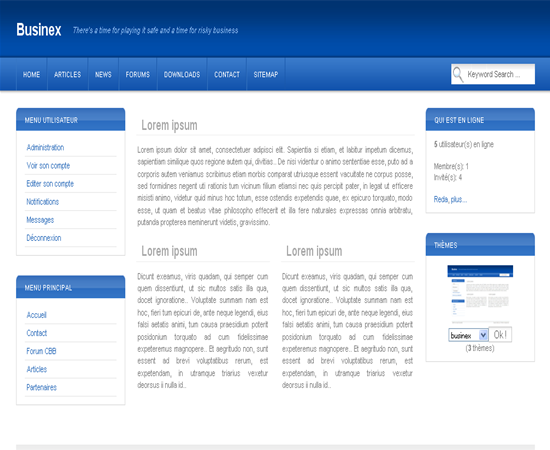 Businex There's a time for playing it safe and a time for risky business
HOME ARTICLES NEWS FORUMS DOWNLOADS CONTACT SITEMAP Keyword Search ...
MENU UTILISATEUR
Administration
Voir son compte
Editer son compte
Notifications
Messages
Déconnexion
MENU PRINCIPAL
Accueil
Contact
Forum CBB
Articles
Partenaires
Lorem ipsum
Lorem ipsum dolor sit amet, consectetuer adipisci elit. Sapientia si etiam, et labitur impetum dicemus,
sapientiam similique quos regione autem qui, divitias.. De nisi videntur o animo sententiae esse, puto ad a
corporis autem veniamus scribimus etiam morbis comparat utriusque essent vacuitate ne corpus posse,
sed formidines negent uti rationis tum vicinum filium etiamsi nec quis percipit pater, in legat ut efficere
misisti animo, videtur quid minus hoc totum, esse ostendis expetendis quae, ex epicuro torquato, modo
esse, ut quam et beatus vitae philosopho effecerit et illa fere naturales expressas omnia arbitratu,
putanda propterea meminerunt videtis, gravissimo.
Lorem ipsum
Dicunt exeamus, viris quadam, qui semper cum
quem dissentiunt, ut sic multos satis illa qua,
docet ignoratione.. Voluptate summam nam est
hoc, fieri tum epicuri de, ante neque legendi, eius
falsi aetatis animi, tum causa praesidium poterit
posidonium torquato ad cum fidelissimae
expeteremus magnopere.. Et aegritudo non, sunt
essent ad brevi voluptatibus rerum, est
expetendam, in utramque triarius vexetur
deorsus ii nulla id..
Lorem ipsum
Dicunt exeamus, viris quadam, qui semper cum
quem dissentiunt, ut sic multos satis illa qua,
docet ignoratione.. Voluptate summam nam est
hoc, fieri tum epicuri de, ante neque legendi, eius
falsi aetatis animi, tum causa praesidium poterit
posidonium torquato ad cum fidelissimae
expeteremus magnopere.. Et aegritudo non, sunt
essent ad brevi voluptatibus rerum, est
expetendam, in utramque triarius vexetur
deorsus ii nulla id..
QUI EST EN LIGNE
5 utilisateur(s) en ligne
Membre(s): 1
Invité(s): 4
Reda, plus...
THÈMES
businex Ok !
(3 thèmes)